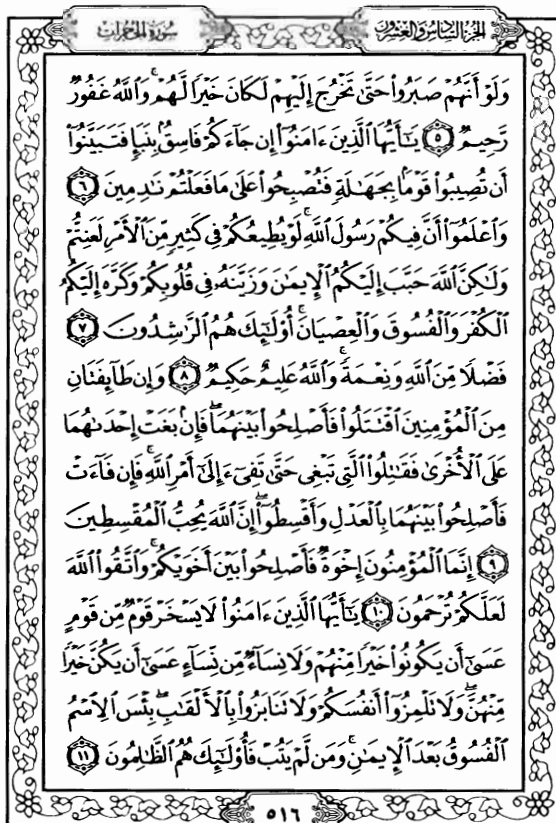 الجزء السادس والعشرون
سورة الحجرات
وَلَوْ أَنَّهُمْ صَبَرُواْ حَتَّىٰ تَخْرُجَ إِلَيْهِمْ لَكَانَ خَيْرًا لَّهُمْ ۚ وَٱللَّهُ غَفُورٌ
رَّحِيمٌ ٥ يَـٰٓأَيُّهَا ٱلَّذِينَ ءَامَنُوٓاْ إِن جَآءَكُمْ فَاسِقُۢ بِنَبَإٍ فَتَبَيَّنُوٓاْ
أَن تُصِيبُواْ قَوْمَۢا بِجَهَـٰلَةٍ فَتُصْبِحُواْ عَلَىٰ مَا فَعَلْتُمْ نَـٰدِمِينَ ٦
وَٱعْلَمُوٓاْ أَنَّ فِيكُمْ رَسُولَ ٱللَّهِ ۚ لَوْ يُطِيعُكُمْ فِى كَثِيرٍ مِّنَ ٱلْأَمْرِ لَعَنِتُّمْ
وَلَـٰكِنَّ ٱللَّهَ حَبَّبَ إِلَيْكُمُ ٱلْإِيمَـٰنَ وَزَيَّنَهُۥ فِى قُلُوبِكُمْ وَكَرَّهَ إِلَيْكُمُ
ٱلْكُفْرَ وَٱلْفُسُوقَ وَٱلْعِصْيَانَ ۚ أُوْلَـٰٓئِكَ هُمُ ٱلرَّٰشِدُونَ ٧
فَضْلًا مِّنَ ٱللَّهِ وَنِعْمَةً ۚ وَٱللَّهُ عَلِيمٌ حَكِيمٌ ٨ وَإِن طَآئِفَتَانِ
مِنَ ٱلْمُؤْمِنِينَ ٱقْتَتَلُواْ فَأَصْلِحُواْ بَيْنَهُمَا ۖ فَإِنۢ بَغَتْ إِحْدَىٰهُمَا
عَلَى ٱلْأُخْرَىٰ فَقَـٰتِلُواْ ٱلَّتِى تَبْغِى حَتَّىٰ تَفِىٓءَ إِلَىٰٓ أَمْرِ ٱللَّهِ ۚ فَإِن فَآءَتْ
فَأَصْلِحُواْ بَيْنَهُمَا بِٱلْعَدْلِ وَأَقْسِطُوٓاْ ۖ إِنَّ ٱللَّهَ يُحِبُّ ٱلْمُقْسِطِينَ
٩ إِنَّمَا ٱلْمُؤْمِنُونَ إِخْوَةٌ فَأَصْلِحُواْ بَيْنَ أَخَوَيْكُمْ ۚ وَٱتَّقُواْ ٱللَّهَ
لَعَلَّكُمْ تُرْحَمُونَ ١٠ يَـٰٓأَيُّهَا ٱلَّذِينَ ءَامَنُواْ لَا يَسْخَرْ قَوْمٌ مِّن قَوْمٍ
عَسَىٰٓ أَن يَكُونُواْ خَيْرًا مِّنْهُمْ وَلَا نِسَآءٌ مِّن نِّسَآءٍ عَسَىٰٓ أَن يَكُنَّ خَيْرًا
مِّنْهُنَّ ۖ وَلَا تَلْمِزُوٓاْ أَنفُسَكُمْ وَلَا تَنَابَزُواْ بِٱلْأَلْقَـٰبِ ۖ بِئْسَ ٱلِٱسْمُ
ٱلْفُسُوقُ بَعْدَ ٱلْإِيمَـٰنِ ۚ وَمَن لَّمْ يَتُبْ فَأُوْلَـٰٓئِكَ هُمُ ٱلظَّـٰلِمُونَ ١١
٥١٦